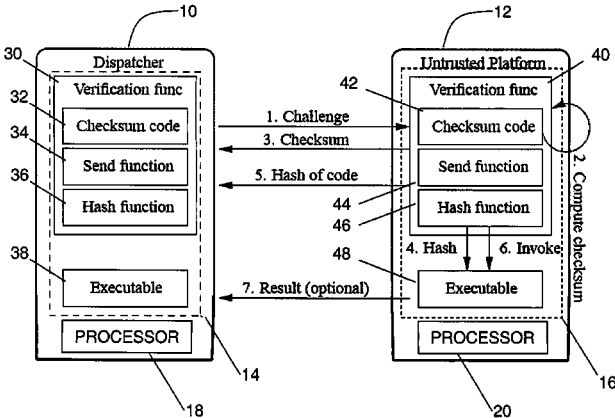 10
12
Dispatcher
Untrusted Platform
30
Verification func
32
Checksum code
34
Send function
36
Hash function
38
Executable
PROCESSOR
14
18
1. Challenge
3. Checksum
5. Hash of code
7. Result (optional)
40
Verification func
42
Checksum code
2. Compute checksum
Send function
44
Hash function
46
4. Hash
6. Invoke
48
Executable
PROCESSOR
16
20